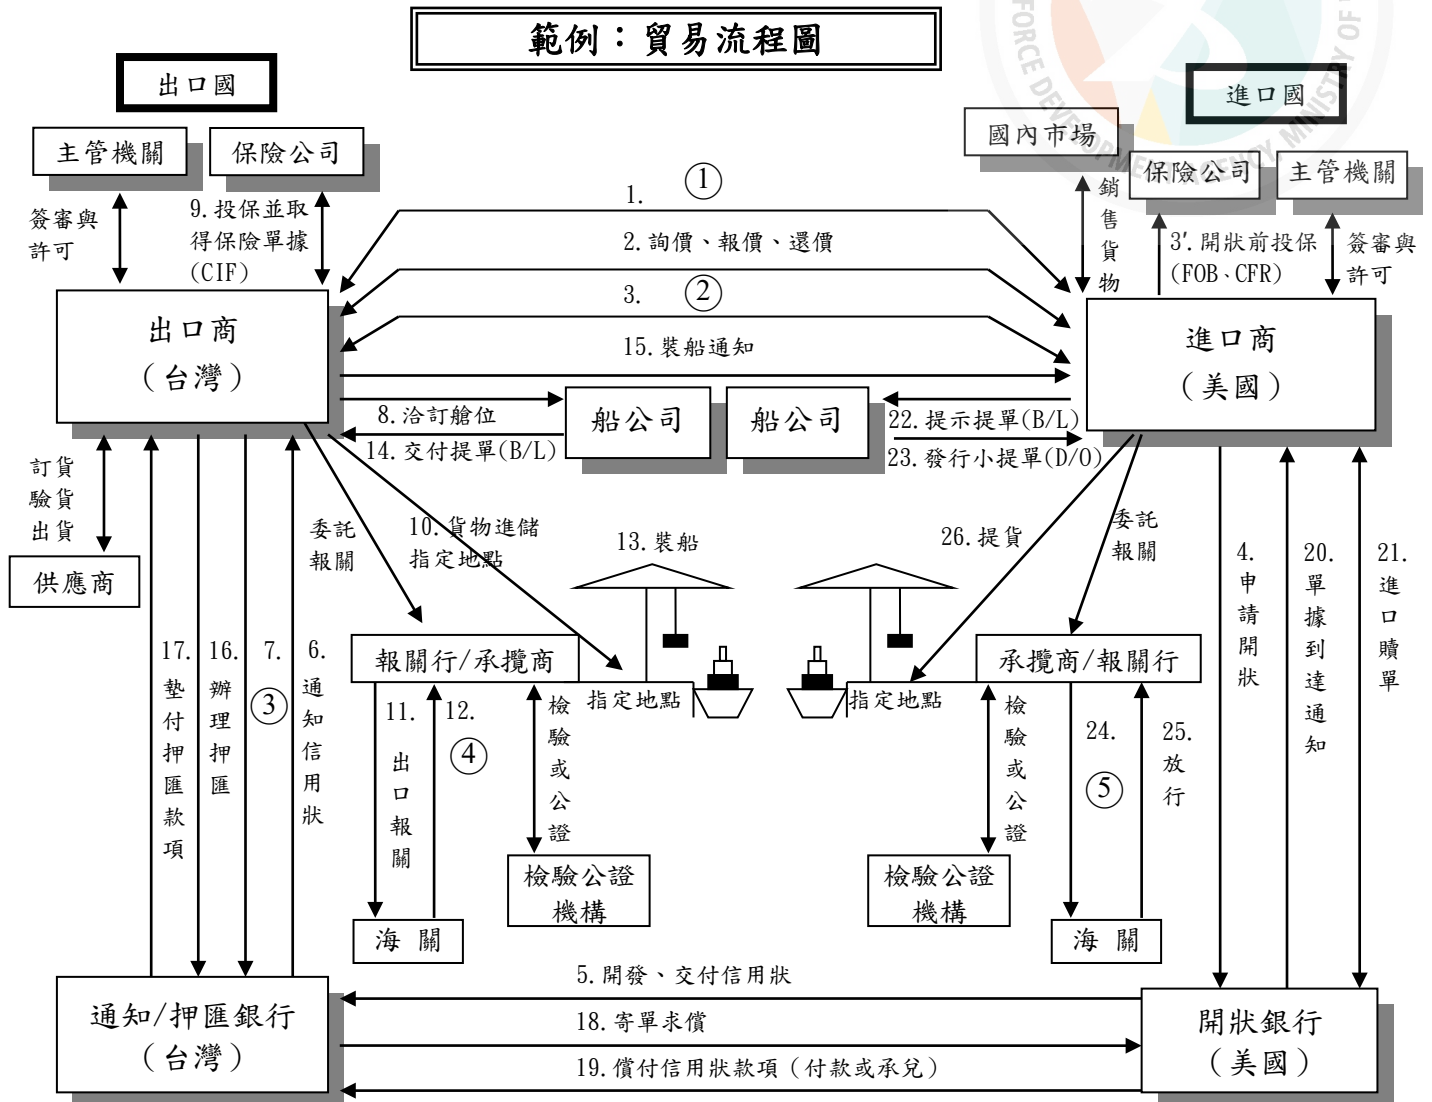 範例：貿易流程圖
出口國
進口國
主管機關
保險公司
國內市場
保險公司
主管機關
FORCE DEVELOPMENT AGENCY MINISTRY OF
簽審與
許可
9.投保並取
得保險單據
(CIF)
1. ①
2.詢價、報價、還價
3. ②
15.裝船通知
銷
售
貨
物
3'.開狀前投保
(FOB、CFR)
簽審與
許可
出口商
（台灣）
進口商
（美國）
8.洽訂艙位
14.交付提單(B/L)
船公司
船公司
22.提示提單(B/L)
23.發行小提單(D/O)
訂貨
驗貨
出貨
供應商
委託
報關
10.貨物進儲
指定地點
13.裝船
26.提貨
委託
報關
4.
申
請
開
狀
20.
單
據
到
達
通
知
21.
進
口
贖
單
17.
墊
付
押
匯
款
項
16.
辦
理
押
匯
7.
③
6.
通
知
信
用
狀
報關行/承攬商
指定地點
指定地點
承攬商/報關行
11.
出
口
報
關
12.
④
檢
驗
或
公
證
檢
驗
或
公
證
24.
⑤
25.
放
行
海 關
檢驗公證
機構
檢驗公證
機構
海 關
通知/押匯銀行
（台灣）
5.開發、交付信用狀
18.寄單求償
19.償付信用狀款項（付款或承兌）
開狀銀行
（美國）